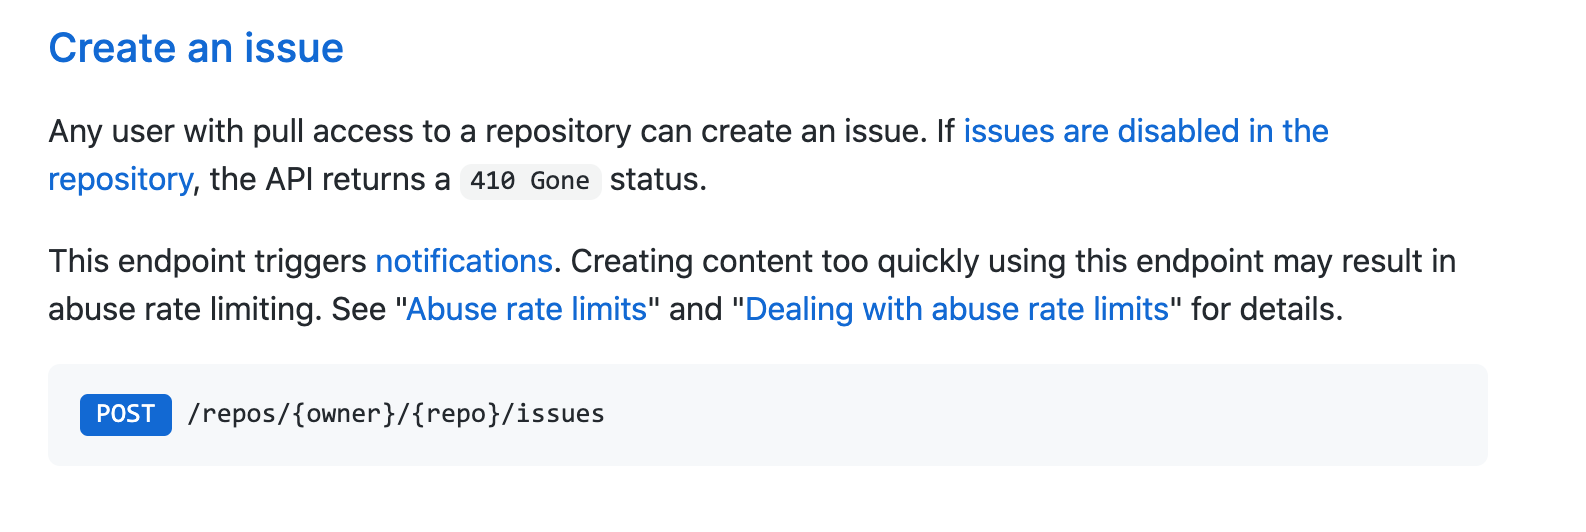 Create an issue
Any user with pull access to a repository can create an issue. If issues are disabled in the
repository, the API returns a 410 Gone status.
This endpoint triggers notifications. Creating content too quickly using this endpoint may result in
abuse rate limiting. See "Abuse rate limits" and "Dealing with abuse rate limits" for details.
POST /repos/{owner}/{repo}/issues